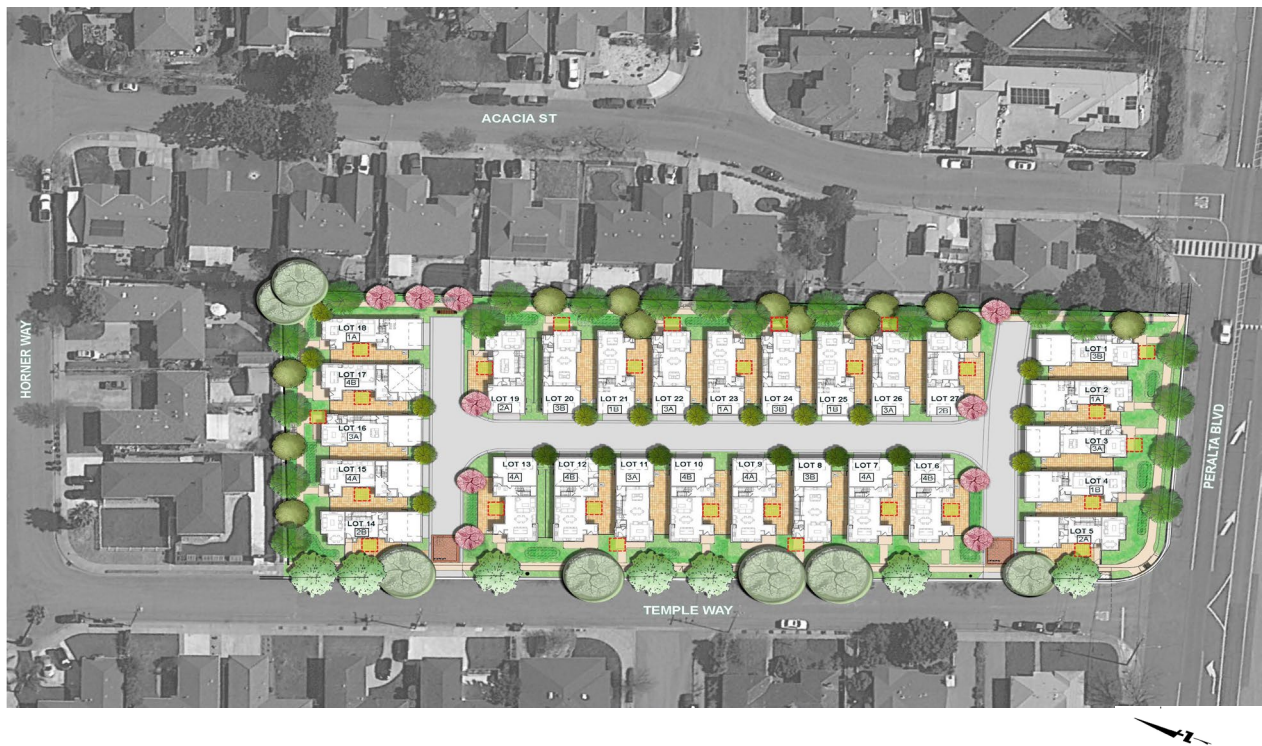 ACACIA ST
STOP
HORNER WAY
PERALTA BLVD
LOT 18
1A
LOT 17
4B
LOT 16
3A
LOT 15
4A
LOT 14
2B
LOT 19
2A
LOT 20
3B
LOT 21
1B
LOT 22
3A
LOT 23
1A
LOT 24
3B
LOT 25
1B
LOT 26
3A
LOT 27
2B
LOT 1
3B
LOT 2
1A
LOT 3
3A
LOT 4
1B
LOT 5
2A
LOT 13
4A
LOT 12
4B
LOT 11
3A
LOT 10
4B
LOT 9
4A
LOT 8
3B
LOT 7
4A
LOT 6
4B
TEMPLE WAY